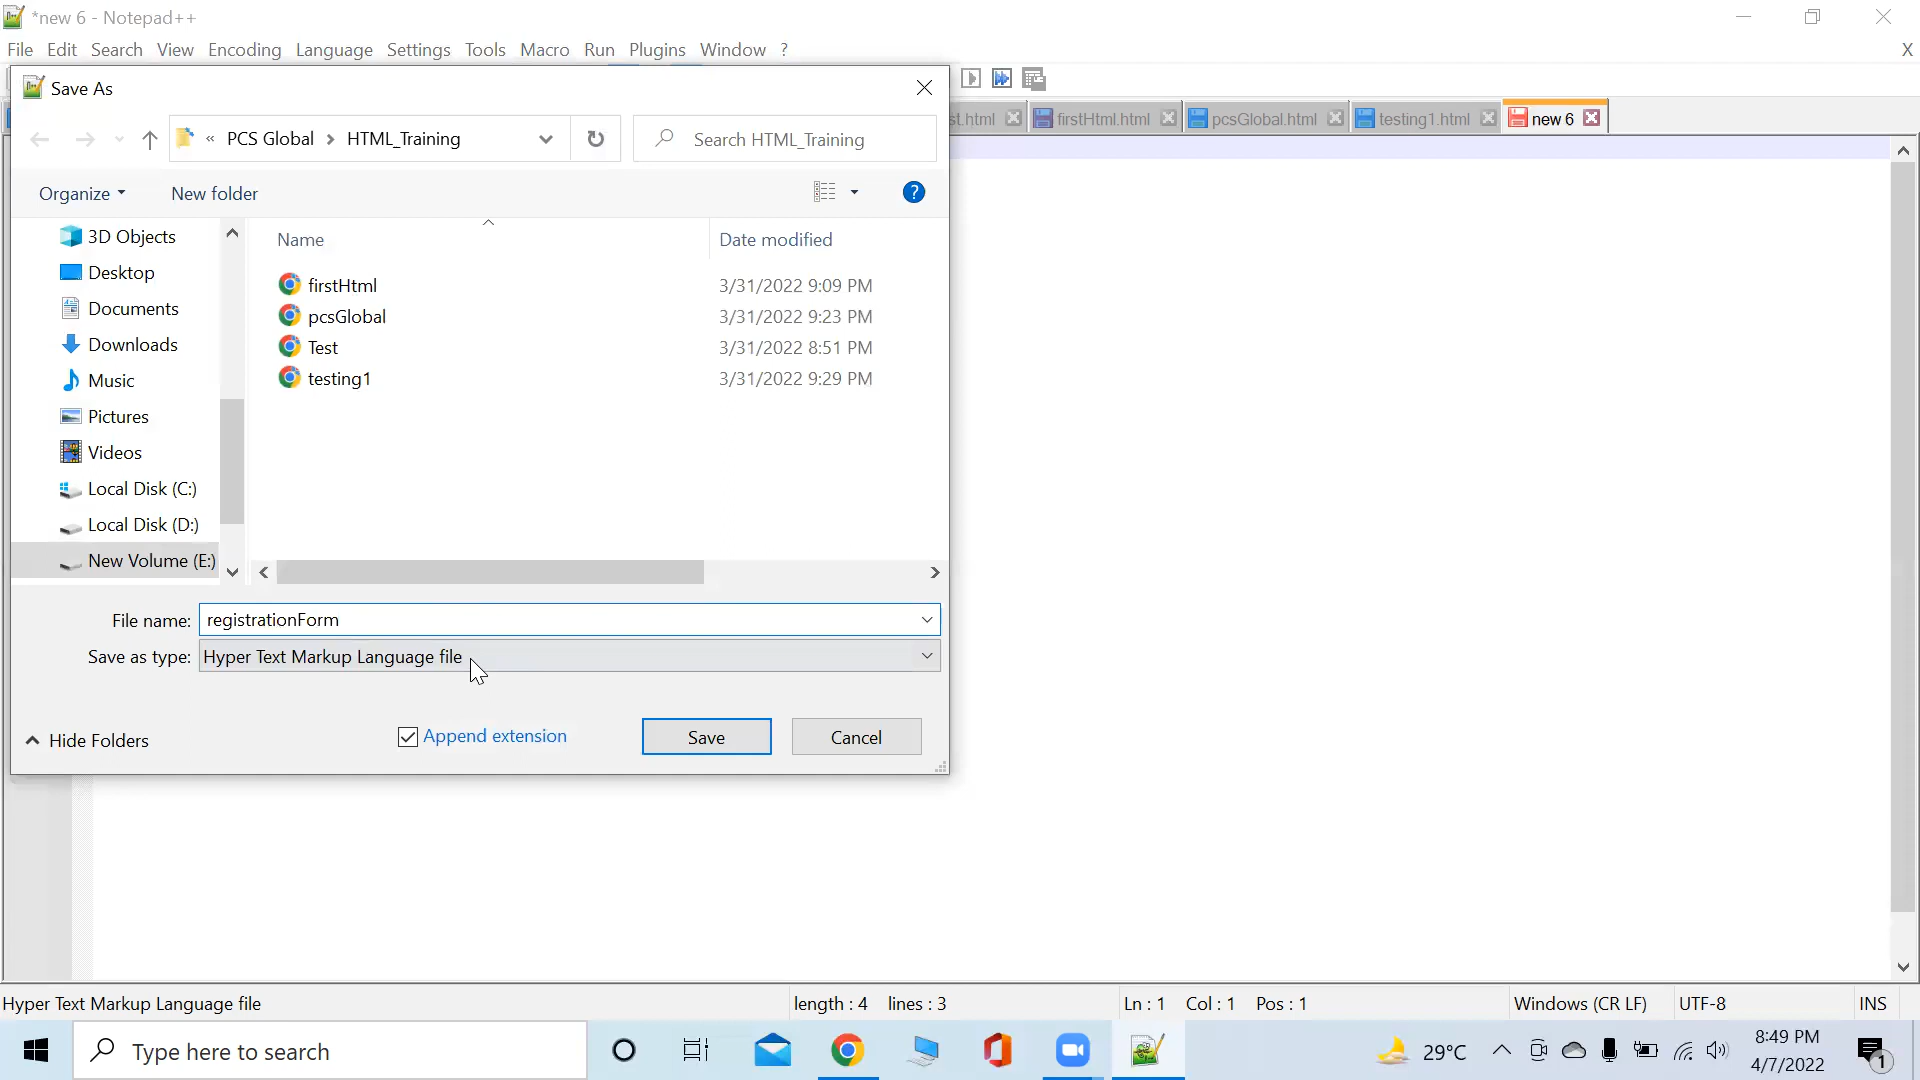 *new 6 - Notepad++
File Edit Search View Encoding Language Settings Tools Macro Run Plugins Window ? X
Save As
st.html firstHtml.html pcsGlobal.html testing1.html new 6
« PCS Global > HTML_Training
Search HTML_Training
Organize New folder ?
3D Objects
Desktop
Documents
Downloads
Music
Pictures
Videos
Local Disk (C:)
Local Disk (D:)
New Volume (E:)
Name Date modified
firstHtml 3/31/2022 9:09 PM
pcsGlobal 3/31/2022 9:23 PM
Test 3/31/2022 8:51 PM
testing1 3/31/2022 9:29 PM
File name: registrationForm
Save as type: Hyper Text Markup Language file
Hide Folders Append extension Save Cancel
Hyper Text Markup Language file length : 4 lines : 3 Ln : 1 Col : 1 Pos : 1 Windows (CR LF) UTF-8 INS
Type here to search
29°C
8:49 PM
4/7/2022
1